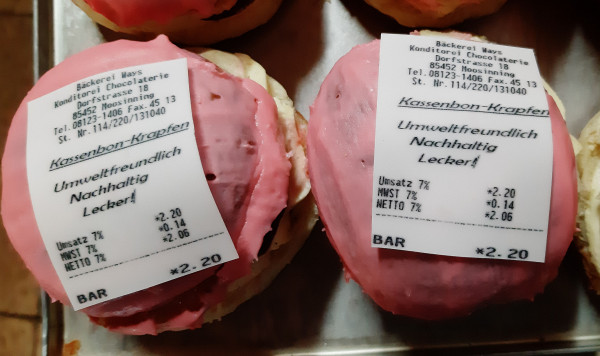 Bäckerei Ways
Konditorei Chocolaterie
Dorfstrasse 18
85452 Moosinning
Tel.08123-1406 Fax.45 13
St. Nr.114/220/131040
Kassenbon-Krapfen
Umweltfreundlich
Nachhaltig
Lecker!
Umsatz 7% *2.20
MWST 7% *0.14
NETTO 7% *2.06
BAR *2.20
Bäckerei Ways
Konditorei Chocolaterie
Dorfstrasse 18
85452 Moosinning
Tel.08123-1406 Fax.45 13
St. Nr.114/220/131040
Kassenbon-Krapfen
Umweltfreundlich
Nachhaltig
Lecker!
Umsatz 7% *2.20
MWST 7% *0.14
NETTO 7% *2.06
BAR *2.20